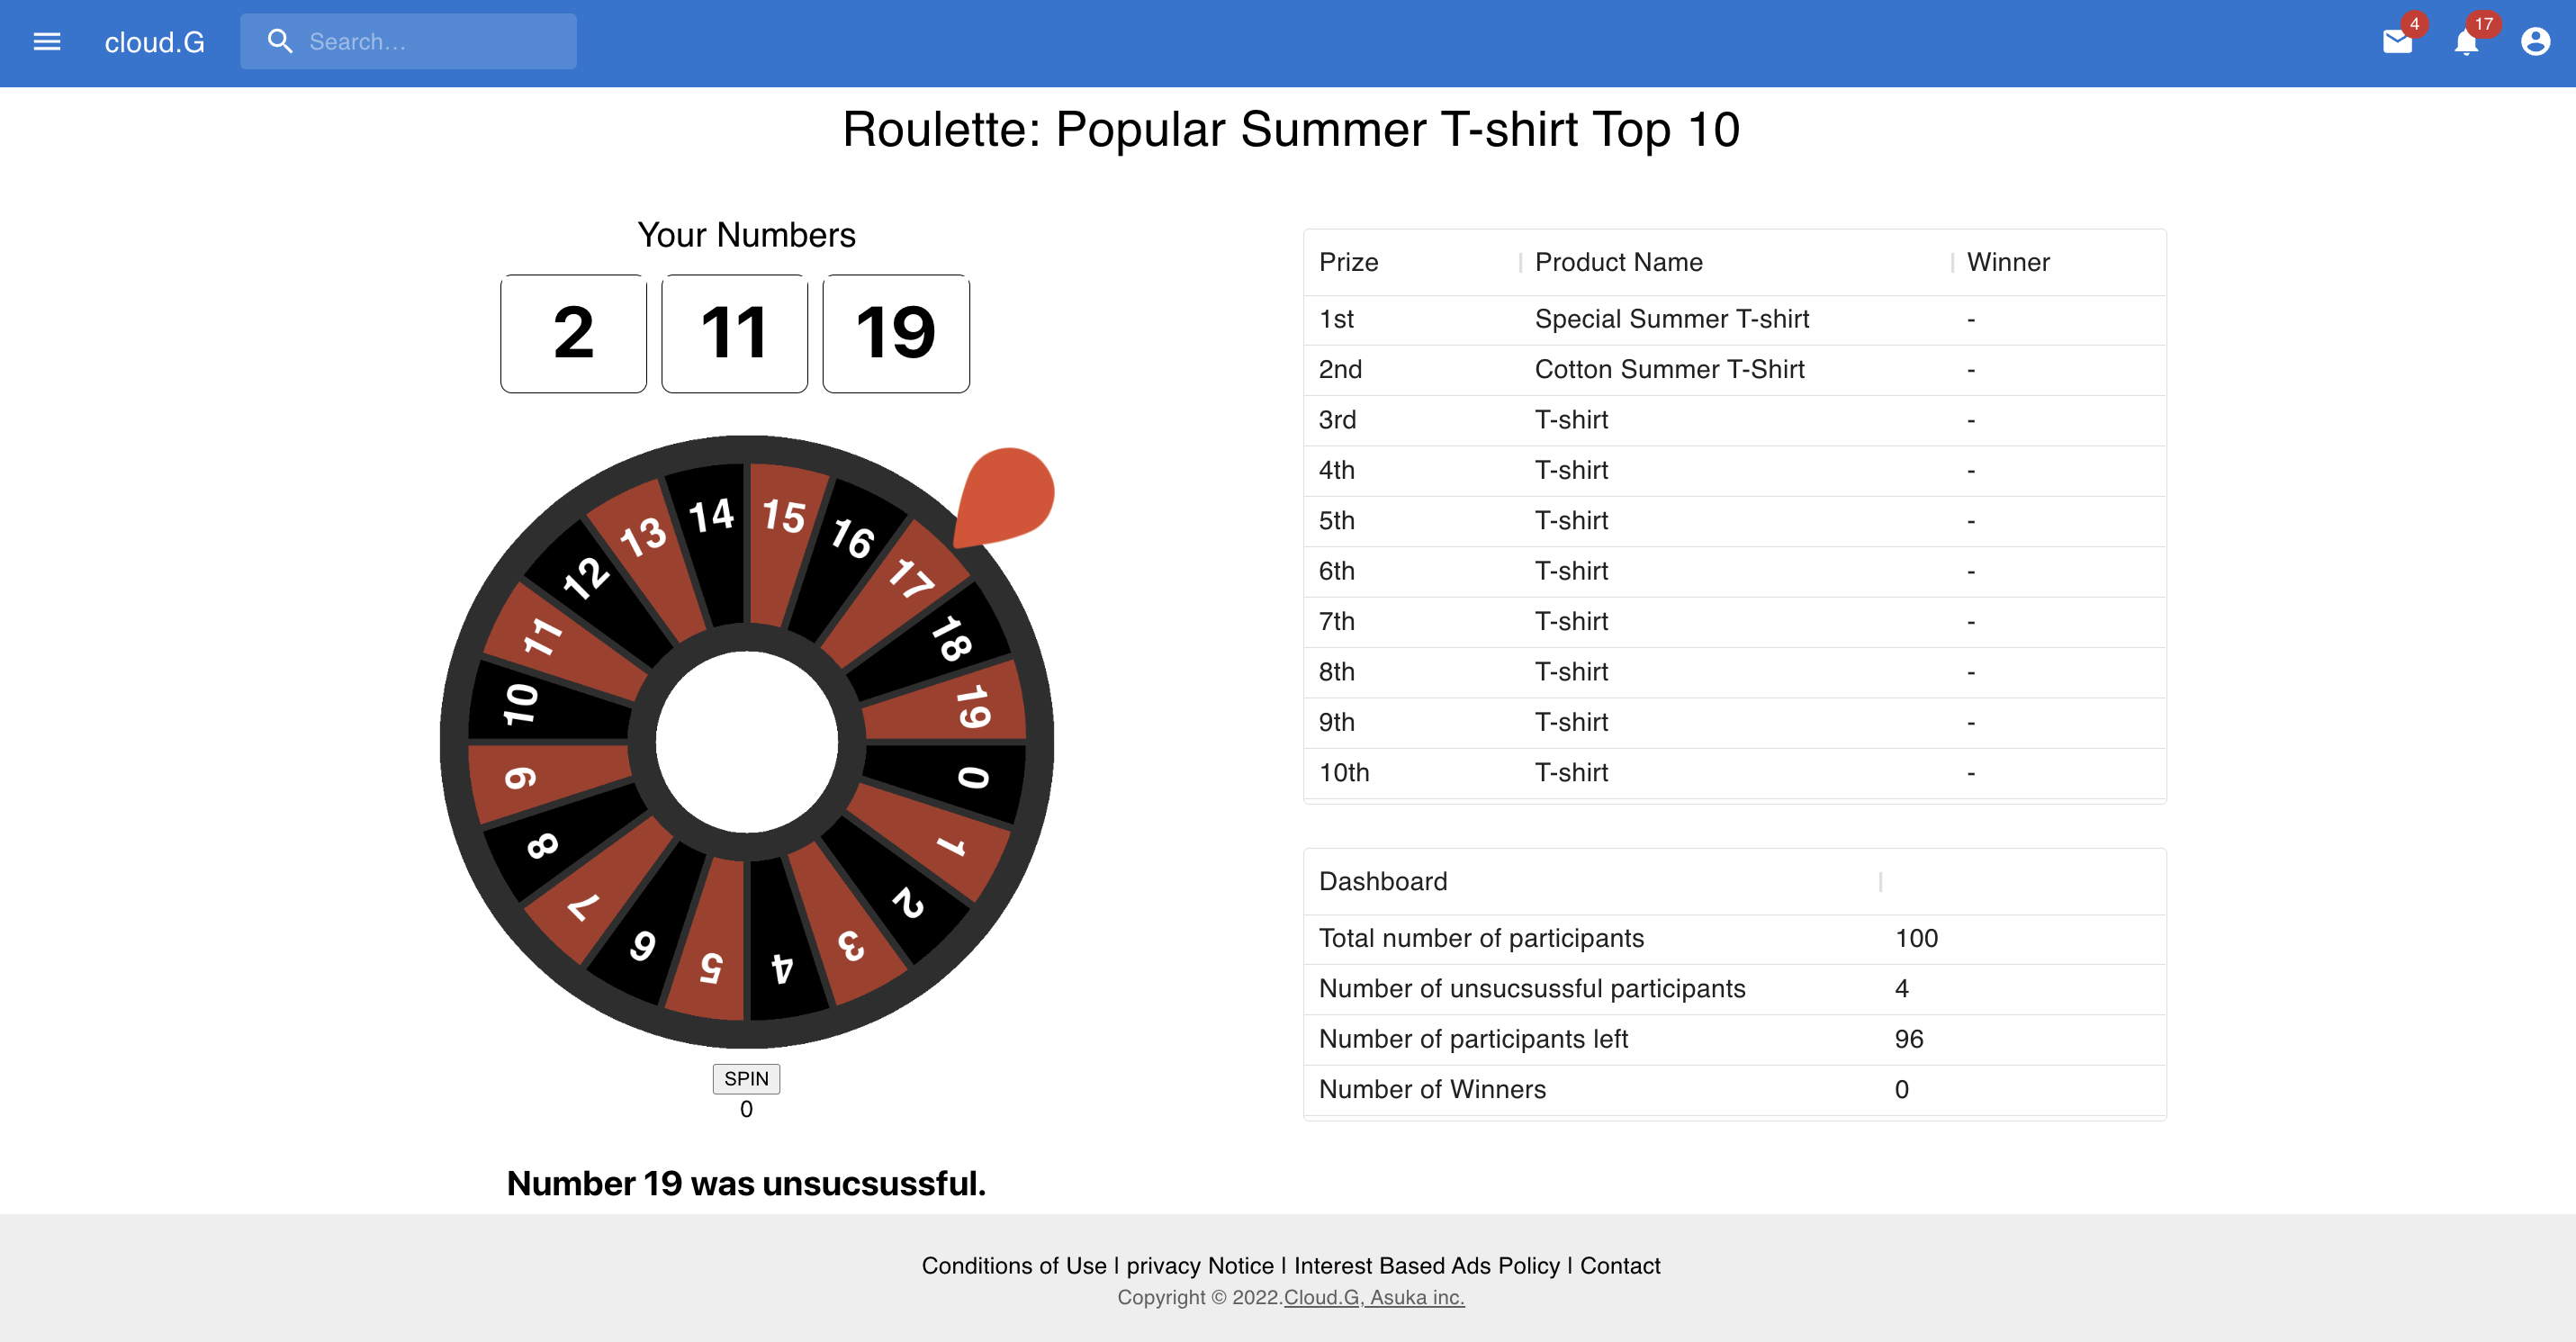 cloud.G
Search…
4
17
Roulette: Popular Summer T-shirt Top 10
Your Numbers
2 11 19
14 15
13 16
12 17
11 18
10 19
9 0
8 1
7 2
6 3
5 4
SPIN
0
Number 19 was unsucsussful.
Prize Product Name Winner
1st Special Summer T-shirt -
2nd Cotton Summer T-Shirt -
3rd T-shirt -
4th T-shirt -
5th T-shirt -
6th T-shirt -
7th T-shirt -
8th T-shirt -
9th T-shirt -
10th T-shirt -
Dashboard
Total number of participants 100
Number of unsucsussful participants 4
Number of participants left 96
Number of Winners 0
Conditions of Use | privacy Notice | Interest Based Ads Policy | Contact
Copyright © 2022.Cloud.G, Asuka inc.